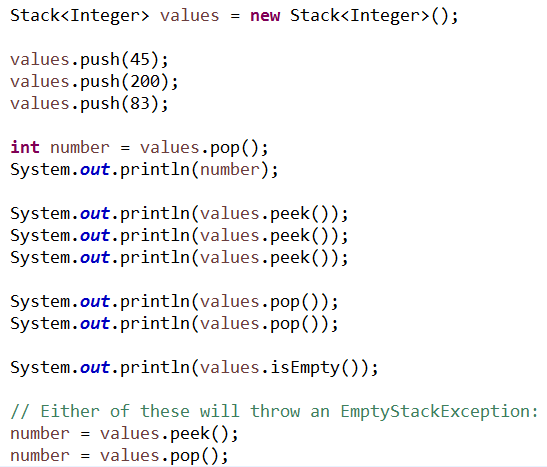 Stack<Integer> values = new Stack<Integer>();
values.push(45);
values.push(200);
values.push(83);
int number = values.pop();
System.out.println(number);
System.out.println(values.peek());
System.out.println(values.peek());
System.out.println(values.peek());
System.out.println(values.pop());
System.out.println(values.pop());
System.out.println(values.isEmpty());
// Either of these will throw an EmptyStackException:
number = values.peek();
number = values.pop();